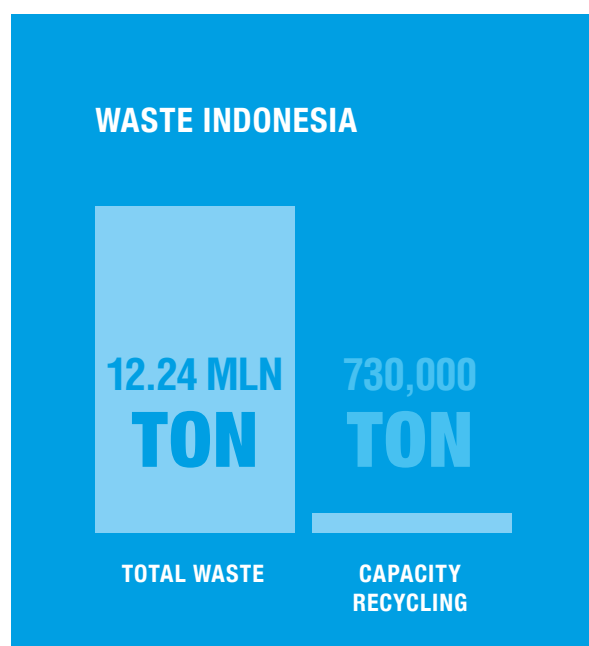 WASTE INDONESIA
12.24 MLN
TON
730,000
TON
TOTAL WASTE
CAPACITY
RECYCLING